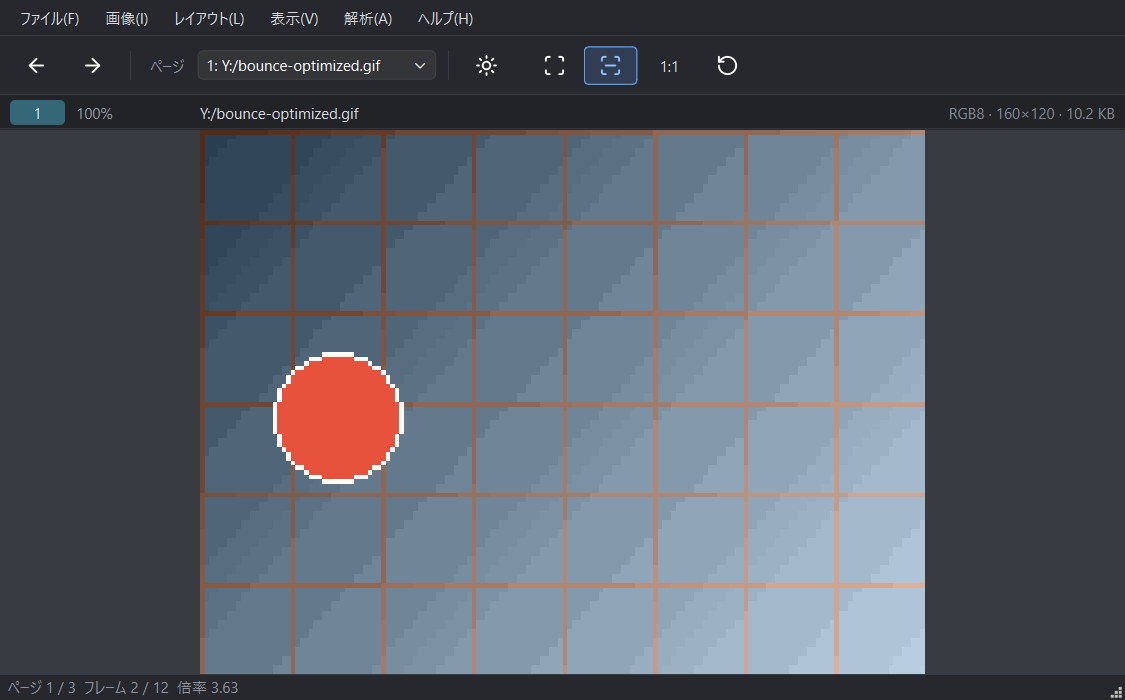 ファイル(F) 画像(I) レイアウト(L) 表示(V) 解析(A) ヘルプ(H)
ページ 1: Y:/bounce-optimized.gif 1:1
1 100% Y:/bounce-optimized.gif RGB8 · 160×120 · 10.2 KB
ページ 1 / 3 フレーム 2 / 12 倍率 3.63